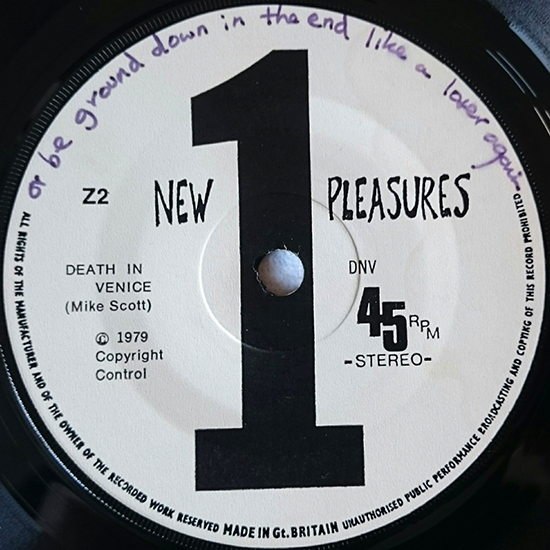 or be ground down in the end like a loser again
1
Z2
NEW PLEASURES
DEATH IN
VENICE
(Mike Scott)
© 1979
Copyright
Control
DNV
45 RPM
-STEREO-
ALL RIGHTS OF THE MANUFACTURER AND OF THE OWNER OF THE RECORDED WORK RESERVED MADE IN Gt. BRITAIN UNAUTHORISED PUBLIC PERFORMANCE BROADCASTING AND COPYING OF THIS RECORD PROHIBITED